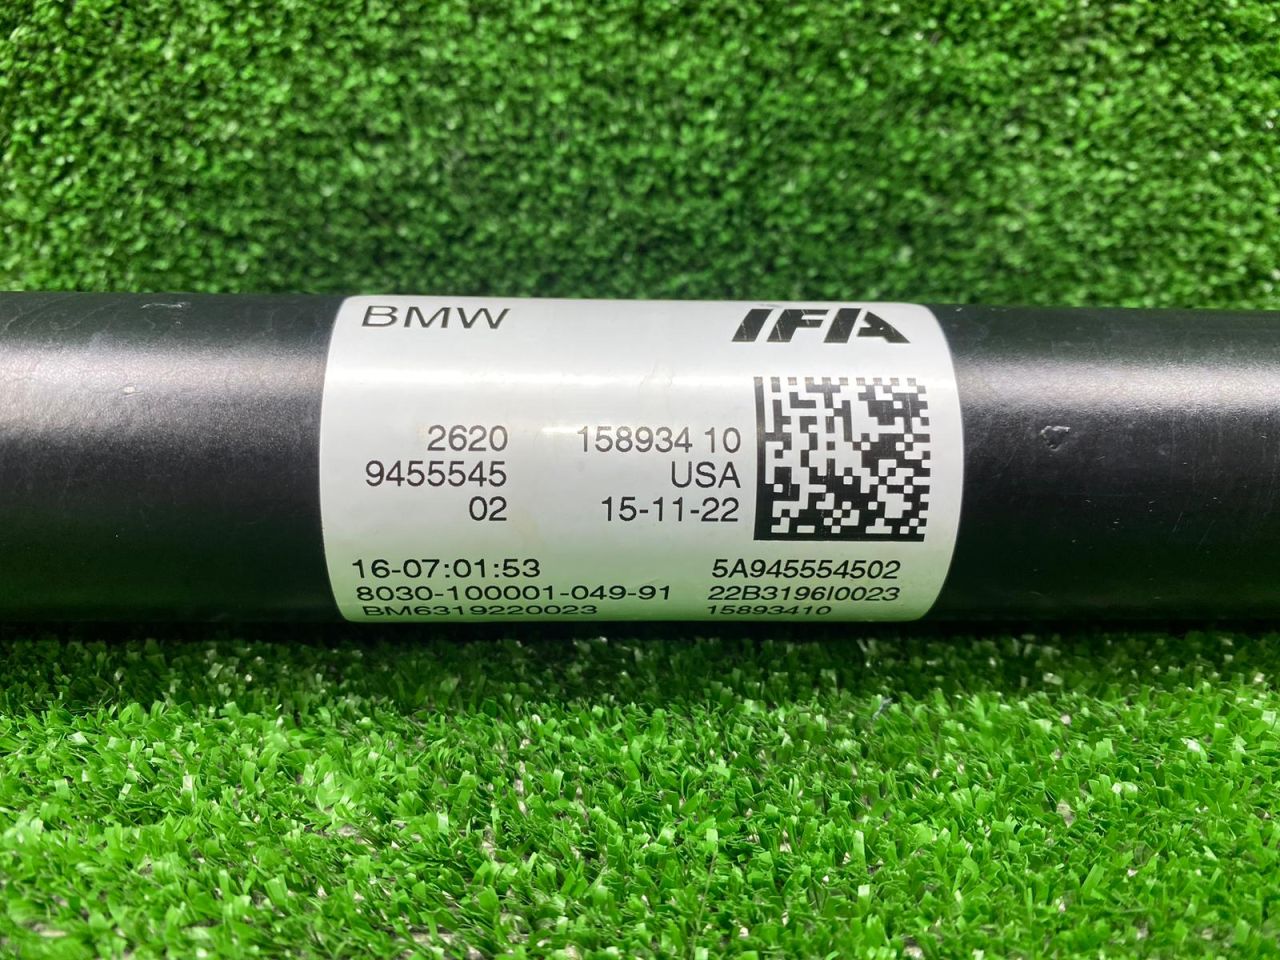 BMW IFA
2620 158934 10
9455545 USA
02 15-11-22
16-07:01:53 5A945554502
8030-100001-049-91 22B3196I0023
BM6319220023 15893410